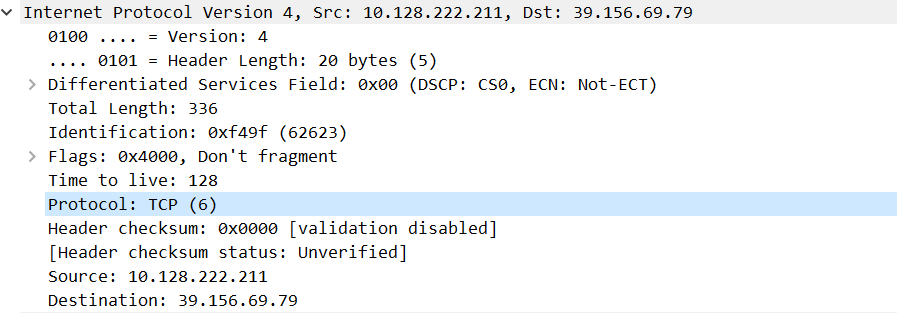 Internet Protocol Version 4, Src: 10.128.222.211, Dst: 39.156.69.79
0100 .... = Version: 4
.... 0101 = Header Length: 20 bytes (5)
Differentiated Services Field: 0x00 (DSCP: CS0, ECN: Not-ECT)
Total Length: 336
Identification: 0xf49f (62623)
Flags: 0x4000, Don't fragment
Time to live: 128
Protocol: TCP (6)
Header checksum: 0x0000 [validation disabled]
[Header checksum status: Unverified]
Source: 10.128.222.211
Destination: 39.156.69.79